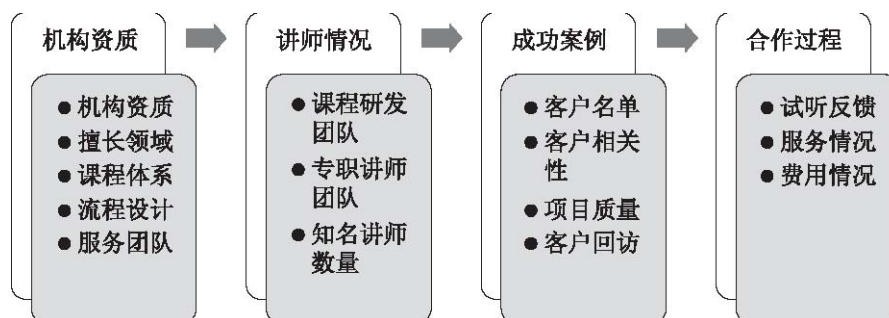 机构资质
讲师情况
成功案例
合作过程
● 机构资质
● 擅长领域
● 课程体系
● 流程设计
● 服务团队
● 课程研发
团队
● 专职讲师
团队
● 知名讲师
数量
● 客户名单
● 客户相关
性
● 项目质量
● 客户回访
● 试听反馈
● 服务情况
● 费用情况